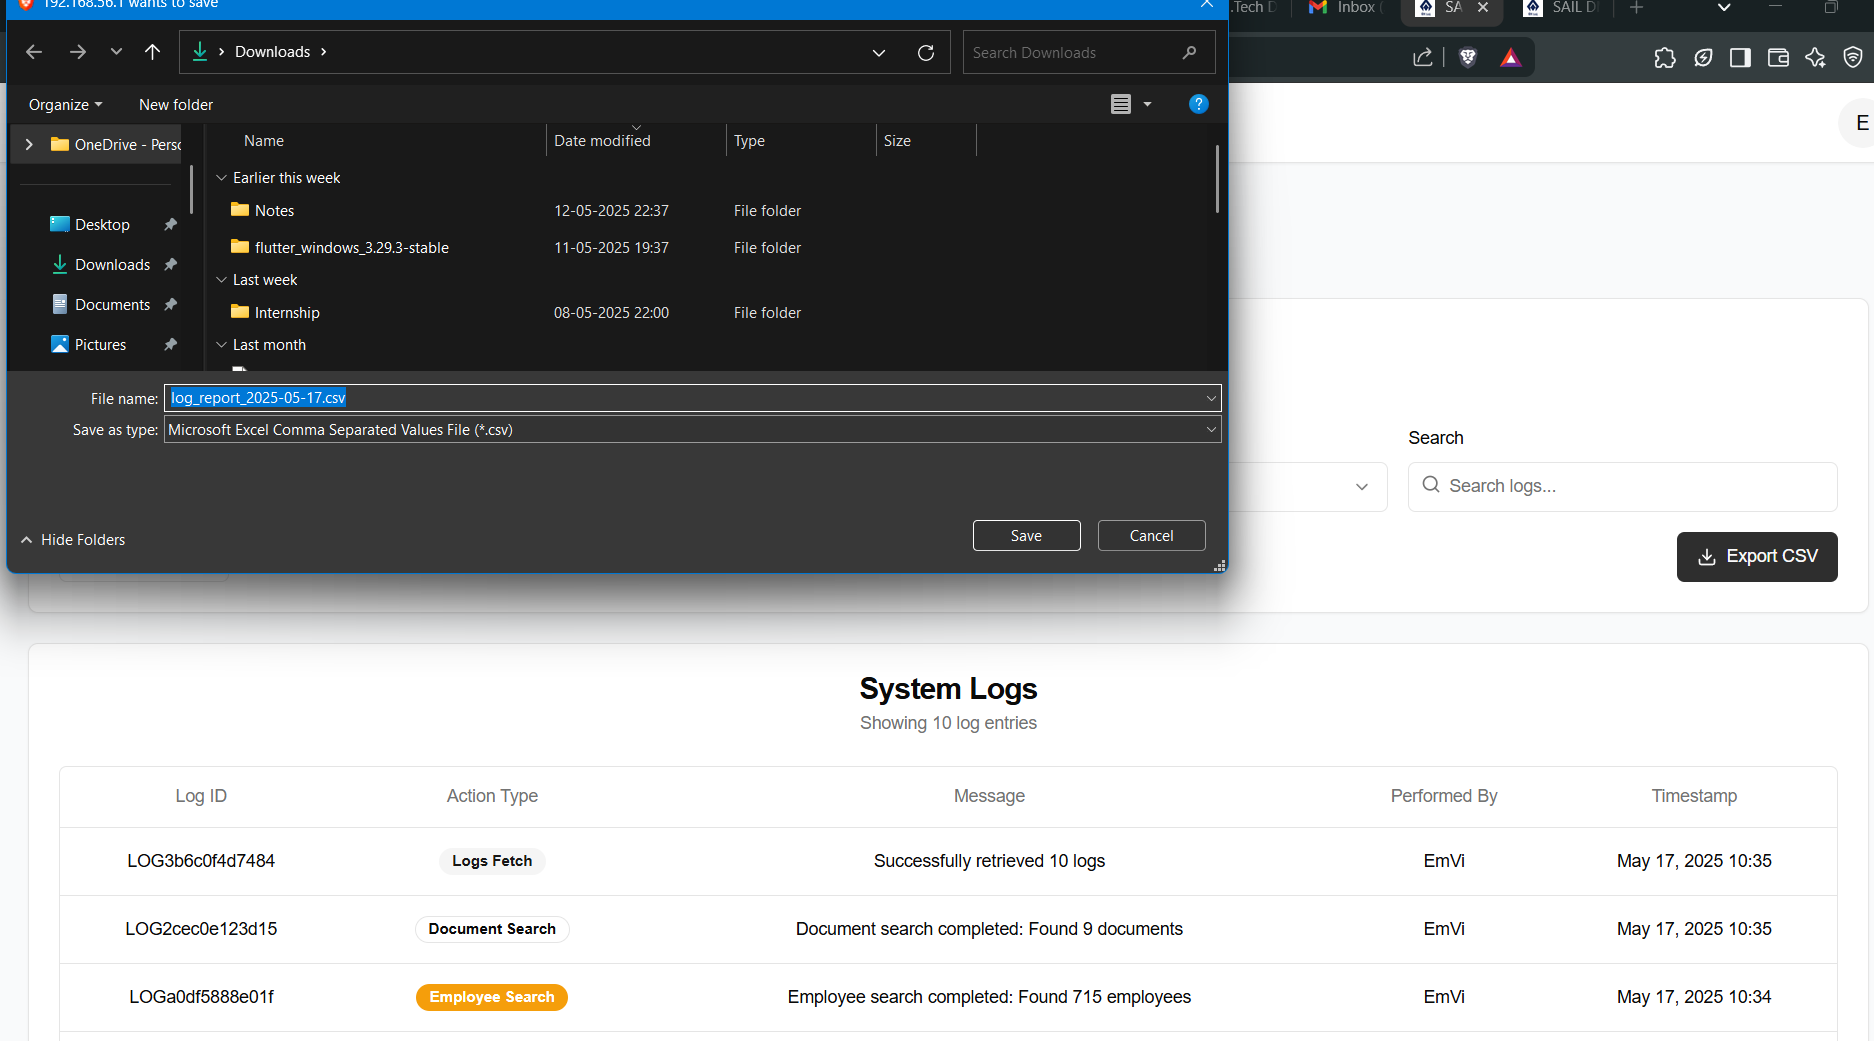 192.168.56.1 wants to save
.Tech D
Inbox (
SA
SAIL D
Downloads
Search Downloads
Organize
New folder
OneDrive - Perso
Desktop
Downloads
Documents
Pictures
Name
Date modified
Type
Size
Earlier this week
Notes 12-05-2025 22:37 File folder
flutter_windows_3.29.3-stable 11-05-2025 19:37 File folder
Last week
Internship 08-05-2025 22:00 File folder
Last month
File name: log_report_2025-05-17.csv
Save as type: Microsoft Excel Comma Separated Values File (*.csv)
Hide Folders
Save
Cancel
E
Search
Search logs...
Export CSV
System Logs
Showing 10 log entries
Log ID Action Type Message Performed By Timestamp
LOG3b6c0f4d7484 Logs Fetch Successfully retrieved 10 logs EmVi May 17, 2025 10:35
LOG2cec0e123d15 Document Search Document search completed: Found 9 documents EmVi May 17, 2025 10:35
LOGa0df5888e01f Employee Search Employee search completed: Found 715 employees EmVi May 17, 2025 10:34